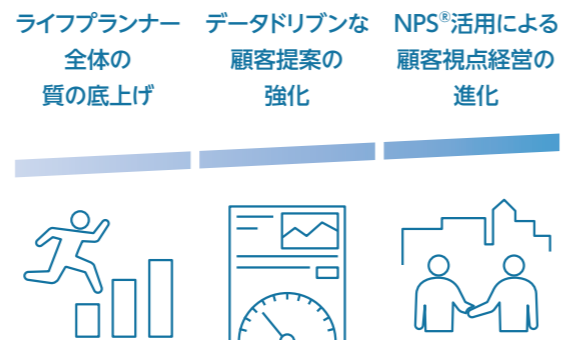 ライフプランナー
全体の
質の底上げ
データドリブンな
顧客提案の
強化
NPS®活用による
顧客視点経営の
進化